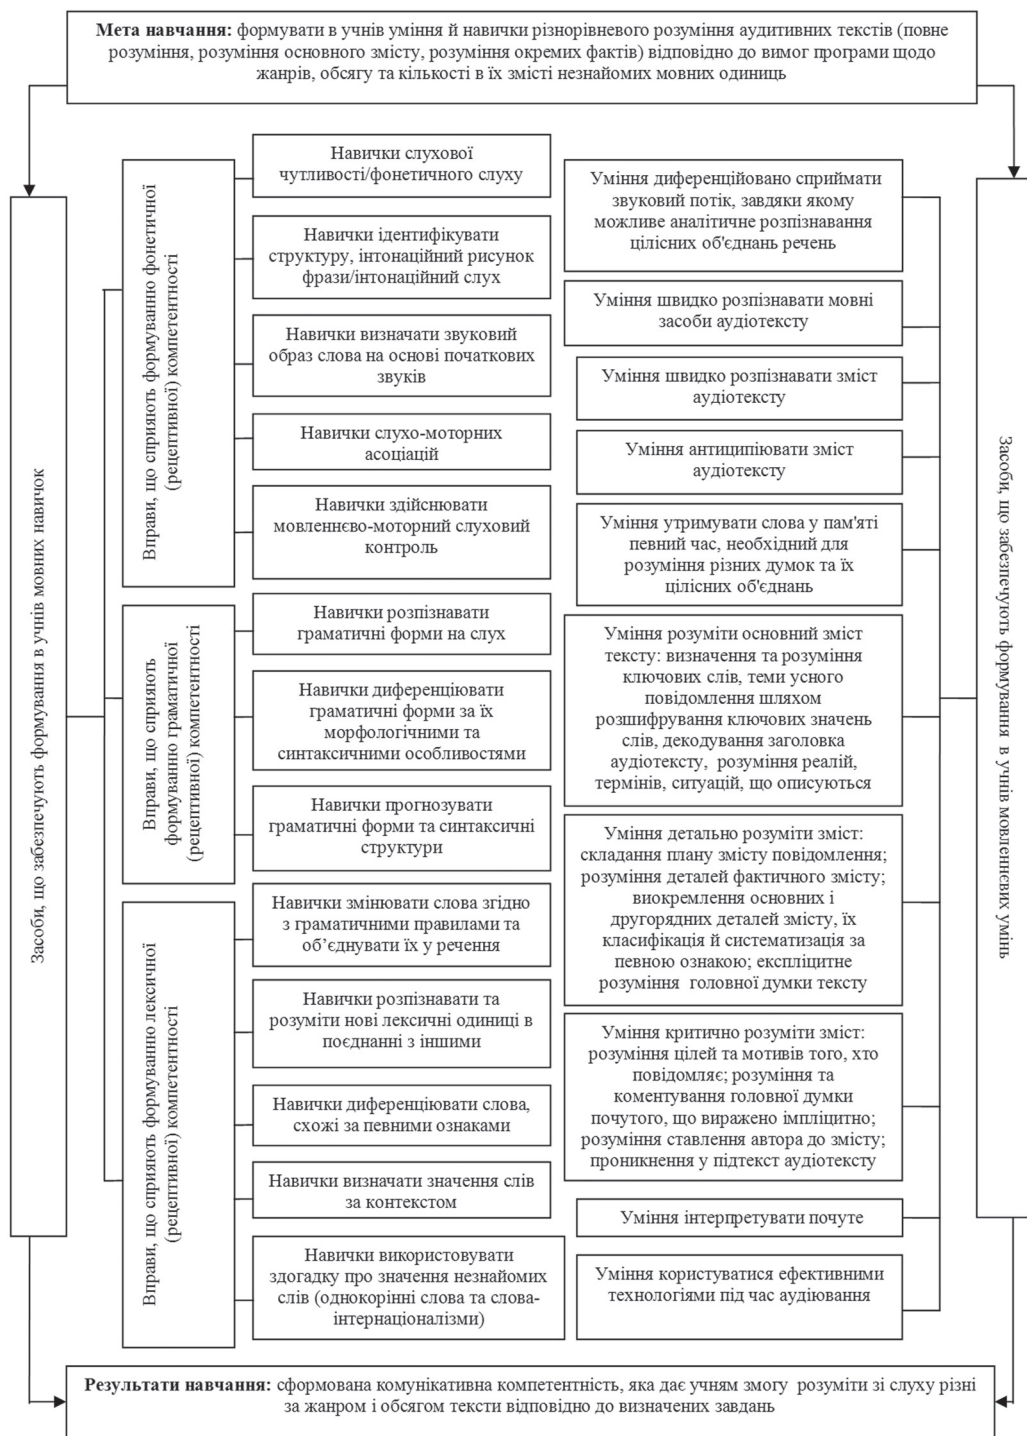 Мета навчання: формувати в учнів уміння й навички різнорівневого розуміння аудитивних текстів (повне
розуміння, розуміння основного змісту, розуміння окремих фактів) відповідно до вимог програми щодо
жанрів, обсягу та кількості в їх змісті незнайомих мовних одиниць
Засоби, що забезпечують формування в учнів мовних навичок
Вправи, що сприяють формуванню фонетичної
(рецептивної) компетентності
Навички слухової
чутливості/фонетичного слуху
Навички ідентифікувати
структуру, інтонаційний рисунок
фрази/інтонаційний слух
Навички визначати звуковий
образ слова на основі початкових
звуків
Навички слухо-моторних
асоціацій
Навички здійснювати
мовленнєво-моторний слуховий
контроль
Вправи, що сприяють
формуванню граматичної
(рецептивної) компетентності
Навички розпізнавати
граматичні форми на слух
Навички диференціювати
граматичні форми за їх
морфологічними та
синтаксичними особливостями
Навички прогнозувати
граматичні форми та синтаксичні
структури
Вправи, що сприяють формуванню лексичної
(рецептивної) компетентності
Навички змінювати слова згідно
з граматичними правилами та
об’єднувати їх у речення
Навички розпізнавати та
розуміти нові лексичні одиниці в
поєднанні з іншими
Навички диференціювати слова,
схожі за певними ознаками
Навички визначати значення слів
за контекстом
Навички використовувати
здогадку про значення незнайомих
слів (однокорінні слова та слова-
інтернаціоналізми)
Уміння диференційовано сприймати
звуковий потік, завдяки якому
можливе аналітичне розпізнавання
цілісних об'єднань речень
Уміння швидко розпізнавати мовні
засоби аудіотексту
Уміння швидко розпізнавати зміст
аудіотексту
Уміння антиципіювати зміст
аудіотексту
Уміння утримувати слова у пам'яті
певний час, необхідний для
розуміння різних думок та їх
цілісних об'єднань
Уміння розуміти основний зміст
тексту: визначення та розуміння
ключових слів, теми усного
повідомлення шляхом
розшифрування ключових значень
слів, декодування заголовка
аудіотексту, розуміння реалій,
термінів, ситуацій, що описуються
Уміння детально розуміти зміст:
складання плану змісту повідомлення;
розуміння деталей фактичного змісту;
виокремлення основних і
другорядних деталей змісту, їх
класифікація й систематизація за
певною ознакою; експліцитне
розуміння головної думки тексту
Уміння критично розуміти зміст:
розуміння цілей та мотивів того, хто
повідомляє; розуміння та
коментування головної думки
почутого, що виражено імпліцитно;
розуміння ставлення автора до змісту;
проникнення у підтекст аудіотексту
Уміння інтерпретувати почуте
Уміння користуватися ефективними
технологіями під час аудіювання
Засоби, що забезпечують формування в учнів мовленнєвих умінь
Результати навчання: сформована комунікативна компетентність, яка дає учням змогу розуміти зі слуху різні
за жанром і обсягом тексти відповідно до визначених завдань